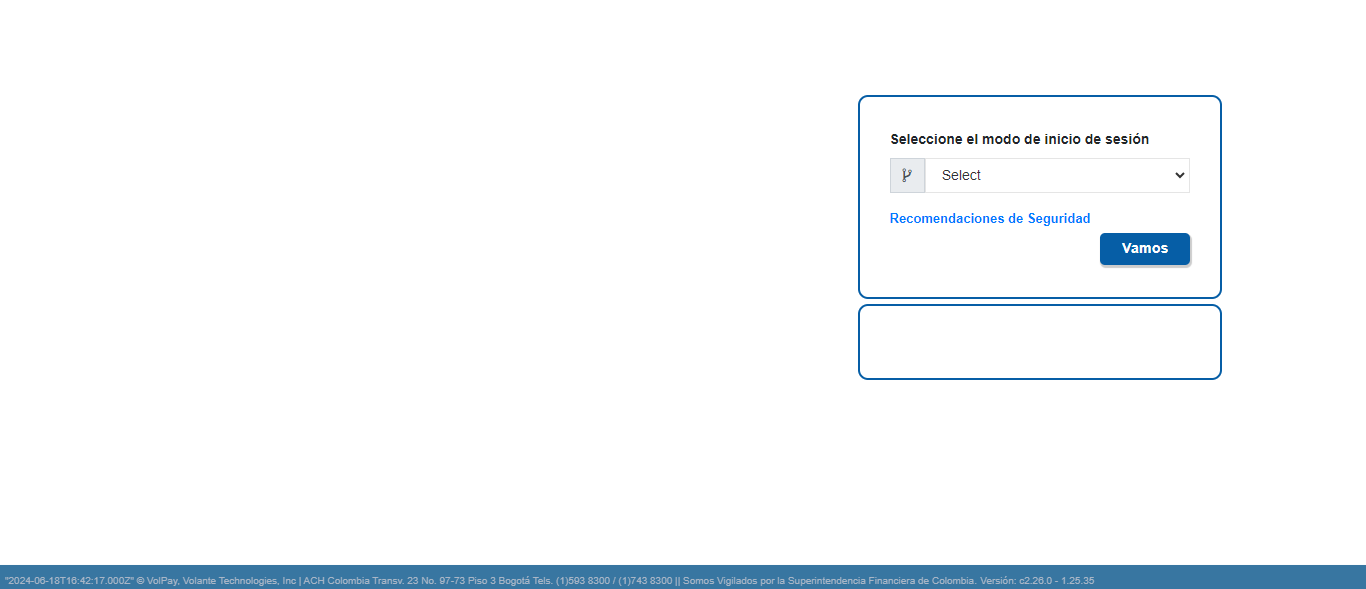 Seleccione el modo de inicio de sesión
Select
Recomendaciones de Seguridad
Vamos
"2024-06-18T16:42:17.000Z" © VolPay, Volante Technologies, Inc | ACH Colombia Transv. 23 No. 97-73 Piso 3 Bogotá Tels. (1)593 8300 / (1)743 8300 || Somos Vigilados por la Superintendencia Financiera de Colombia. Versión: c2.26.0 - 1.25.35